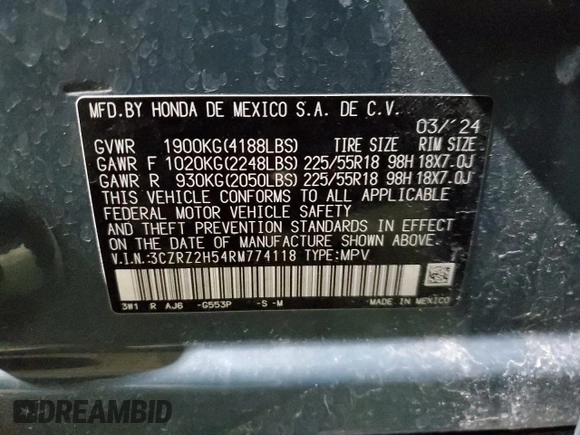 MFD.BY HONDA DE MEXICO S.A. DE C.V.
03/'24
GVWR 1900KG(4188LBS) TIRE SIZE RIM SIZE
GAWR F 1020KG(2248LBS) 225/55R18 98H 18X7.0J
GAWR R 930KG(2050LBS) 225/55R18 98H 18X7.0J
THIS VEHICLE CONFORMS TO ALL APPLICABLE
FEDERAL MOTOR VEHICLE SAFETY
AND THEFT PREVENTION STANDARDS IN EFFECT
ON THE DATE OF MANUFACTURE SHOWN ABOVE.
V.I.N.:3CZRZ2H54RM774118 TYPE:MPV
3W1 R AJ6 -G553P -S -M
MADE IN MEXICO
DREAMBID